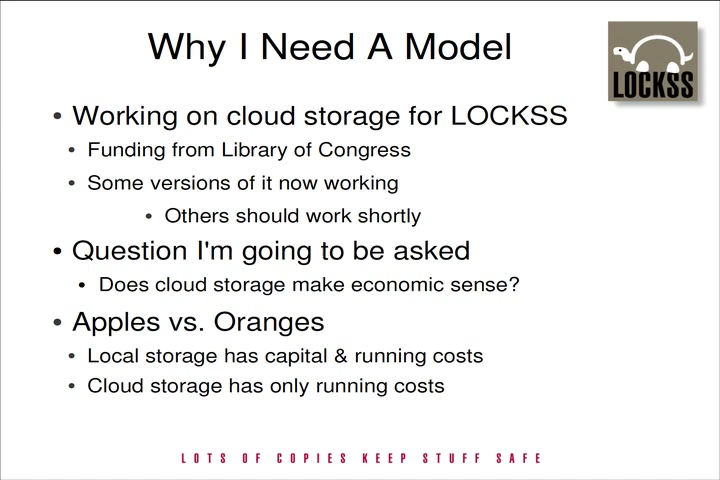 Why I Need A Model
LOCKSS
• Working on cloud storage for LOCKSS
• Funding from Library of Congress
• Some versions of it now working
• Others should work shortly
• Question I'm going to be asked
• Does cloud storage make economic sense?
• Apples vs. Oranges
• Local storage has capital & running costs
• Cloud storage has only running costs
LOTS OF COPIES KEEP STUFF SAFE